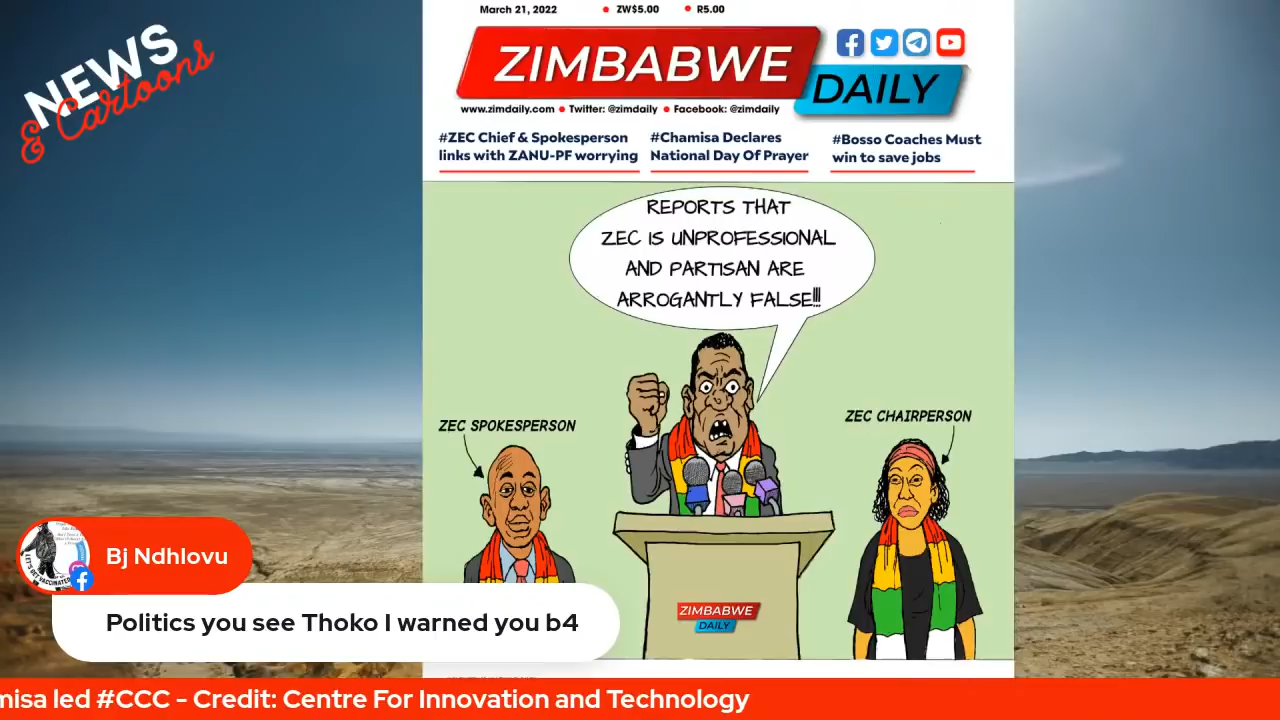 NEWS
& Cartoons
March 21, 2022 ● ZW$5.00 ● R5.00
ZIMBABWE
DAILY
www.zimdaily.com ● Twitter: @zimdaily ● Facebook: @zimdaily
#ZEC Chief & Spokesperson
links with ZANU-PF worrying
#Chamisa Declares
National Day Of Prayer
#Bosso Coaches Must
win to save jobs
REPORTS THAT
ZEC IS UNPROFESSIONAL
AND PARTISAN ARE
ARROGANTLY FALSE!!!
ZEC SPOKESPERSON
ZEC CHAIRPERSON
ZIMBABWE
DAILY
Bj Ndhlovu
Politics you see Thoko I warned you b4
misa led #CCC - Credit: Centre For Innovation and Technology